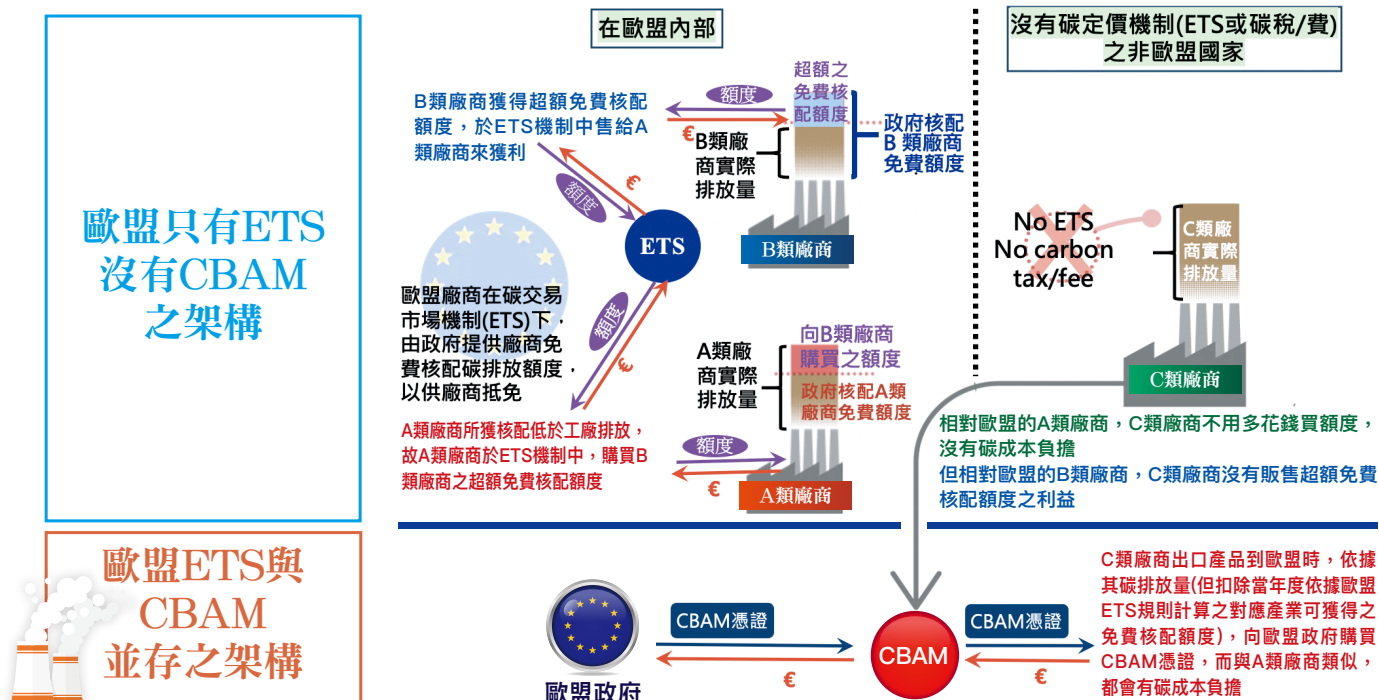 歐盟只有ETS
沒有CBAM
之架構
在歐盟內部
沒有碳定價機制(ETS或碳稅/費)
之非歐盟國家
B類廠商獲得超額免費核配
額度，於ETS機制中售給A
類廠商來獲利
額度
€
超額之
免費核
配額度
B類廠
商實際
排放量
政府核配
B 類廠商
免費額度
B類廠商
額度
€
ETS
歐盟廠商在碳交易
市場機制(ETS)下，
由政府提供廠商免
費核配碳排放額度，
以供廠商抵免
額度
€
A類廠商所獲核配低於工廠排放，
故A類廠商於ETS機制中，購買B
類廠商之超額免費核配額度
A類廠
商實際
排放量
向B類廠商
購買之額度
政府核配A類
廠商免費額度
額度
€
A類廠商
No ETS
No carbon
tax/fee
C類廠
商實際
排放量
C類廠商
相對歐盟的A類廠商，C類廠商不用多花錢買額度，
沒有碳成本負擔
但相對歐盟的B類廠商，C類廠商沒有販售超額免費
核配額度之利益
歐盟ETS與
CBAM
並存之架構
歐盟政府
CBAM憑證
€
CBAM
CBAM憑證
€
C類廠商出口產品到歐盟時，依據
其碳排放量(但扣除當年度依據歐盟
ETS規則計算之對應產業可獲得之
免費核配額度)，向歐盟政府購買
CBAM憑證，而與A類廠商類似，
都會有碳成本負擔